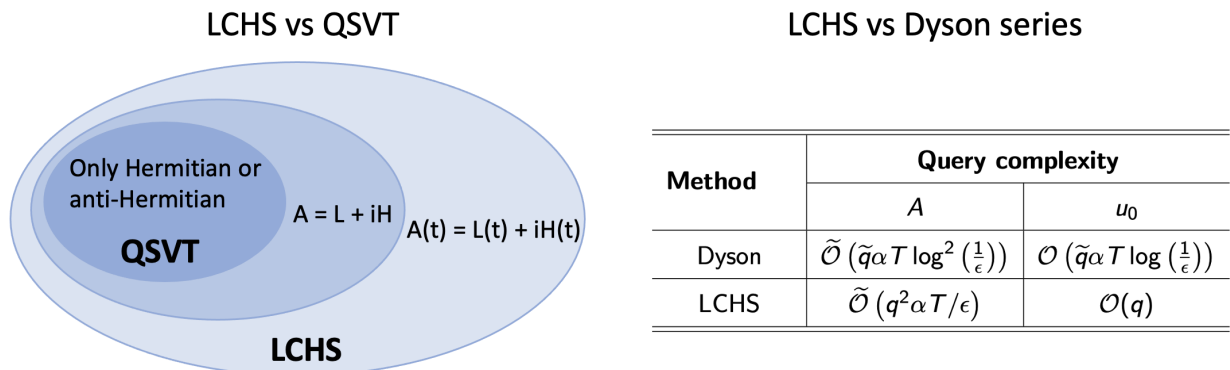 LCHS vs QSVT
Only Hermitian or
anti-Hermitian
QSVT
A = L + iH
A(t) = L(t) + iH(t)
LCHS
LCHS vs Dyson series
Method
Query complexity
A
u₀
Dyson
Õ (q̃αT log² (1/ϵ))
O (q̃αT log (1/ϵ))
LCHS
Õ (q²αT/ϵ)
O(q)